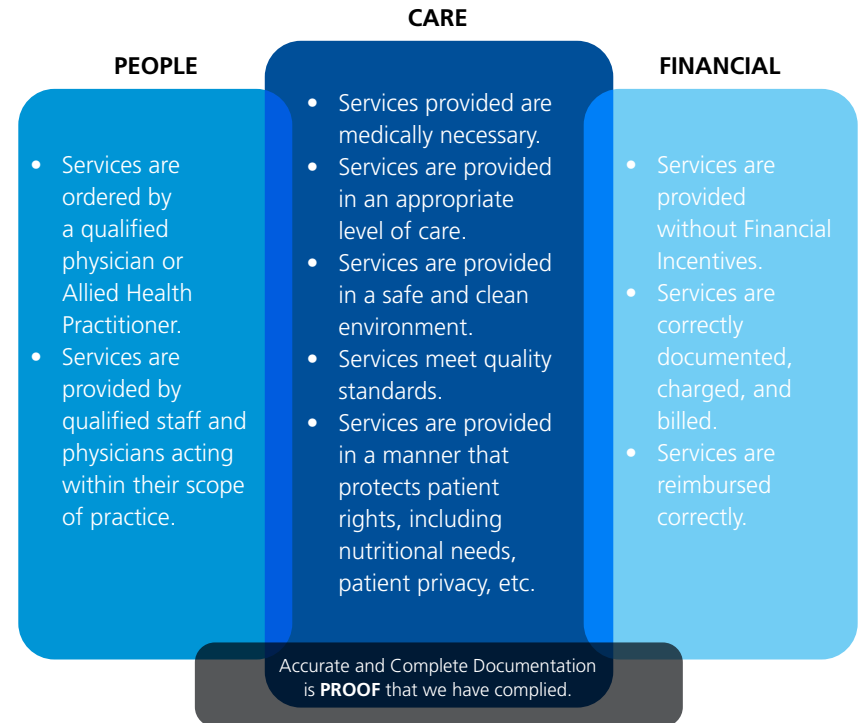 CARE
PEOPLE
• Services are
ordered by
a qualified
physician or
Allied Health
Practitioner.
• Services are
provided by
qualified staff and
physicians acting
within their scope
of practice.
• Services provided are
medically necessary.
• Services are provided
in an appropriate
level of care.
• Services are provided
in a safe and clean
environment.
• Services meet quality
standards.
• Services are provided
in a manner that
protects patient
rights, including
nutritional needs,
patient privacy, etc.
FINANCIAL
• Services are
provided
without Financial
Incentives.
• Services are
correctly
documented,
charged, and
billed.
• Services are
reimbursed
correctly.
Accurate and Complete Documentation
is PROOF that we have complied.